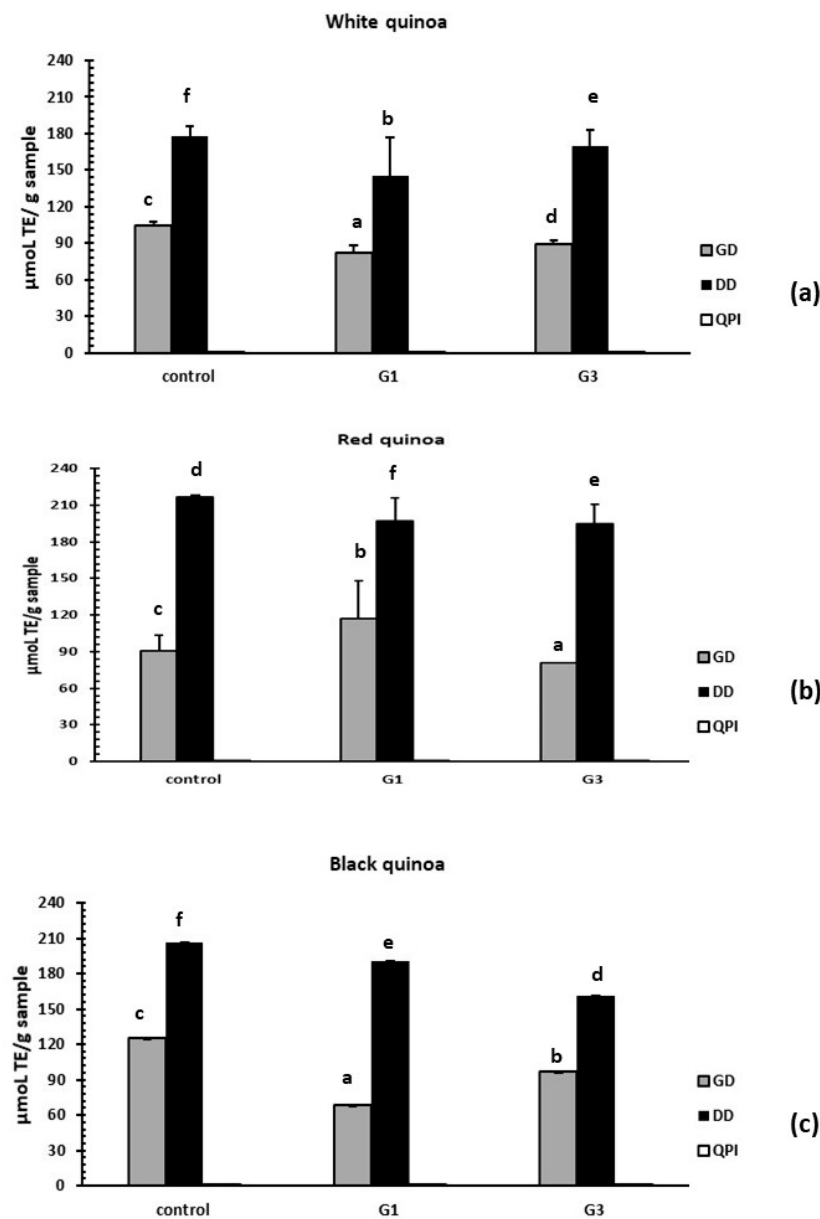 White quinoa
240
210
180
150
120
90
60
30
0
µmoL TE/ g sample
f
b
e
c
a
d
control
G1
G3
GD
DD
QPI
(a)
Red quinoa
240
210
180
150
120
90
60
30
0
µmoL TE/g sample
d
f
e
b
c
a
control
G1
G3
GD
DD
QPI
(b)
Black quinoa
240
210
180
150
120
90
60
30
0
µmoL TE/g sample
f
e
d
c
b
a
control
G1
G3
GD
DD
QPI
(c)